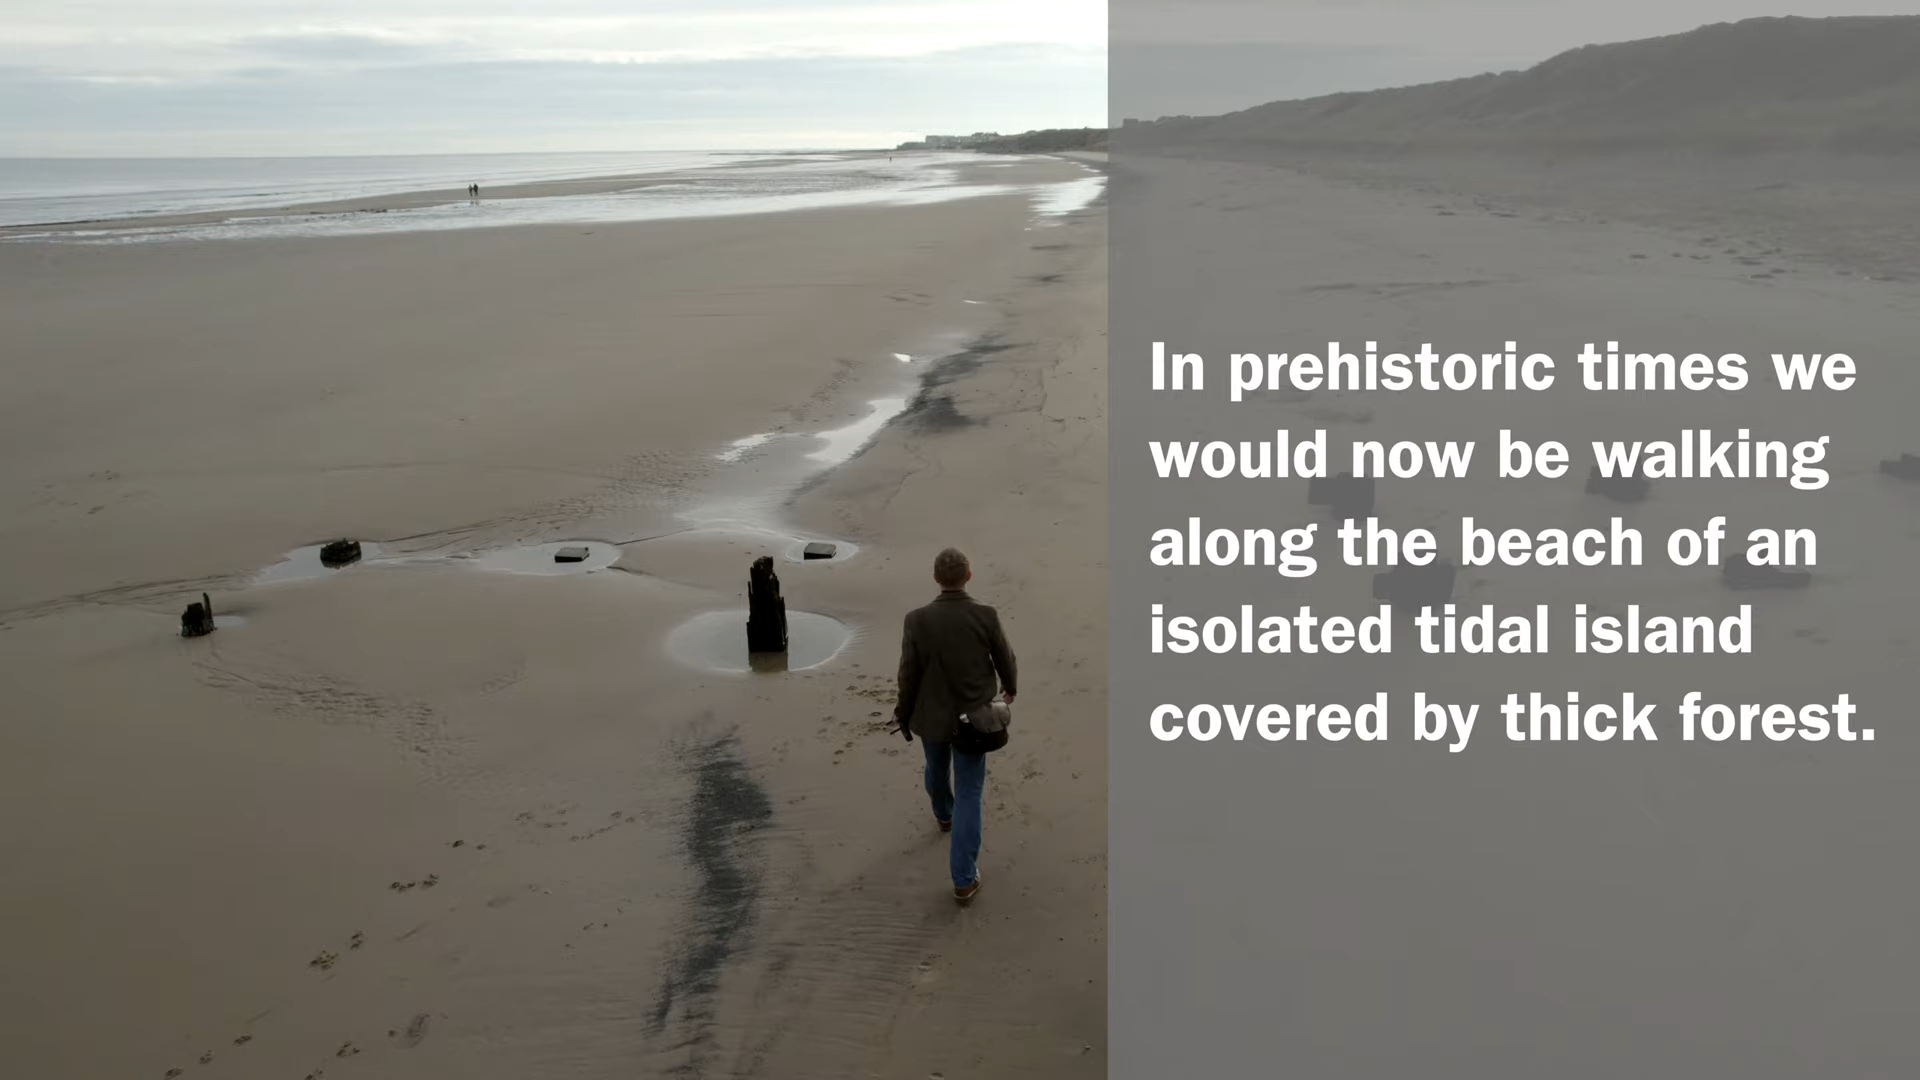 In prehistoric times we
would now be walking
along the beach of an
isolated tidal island
covered by thick forest.